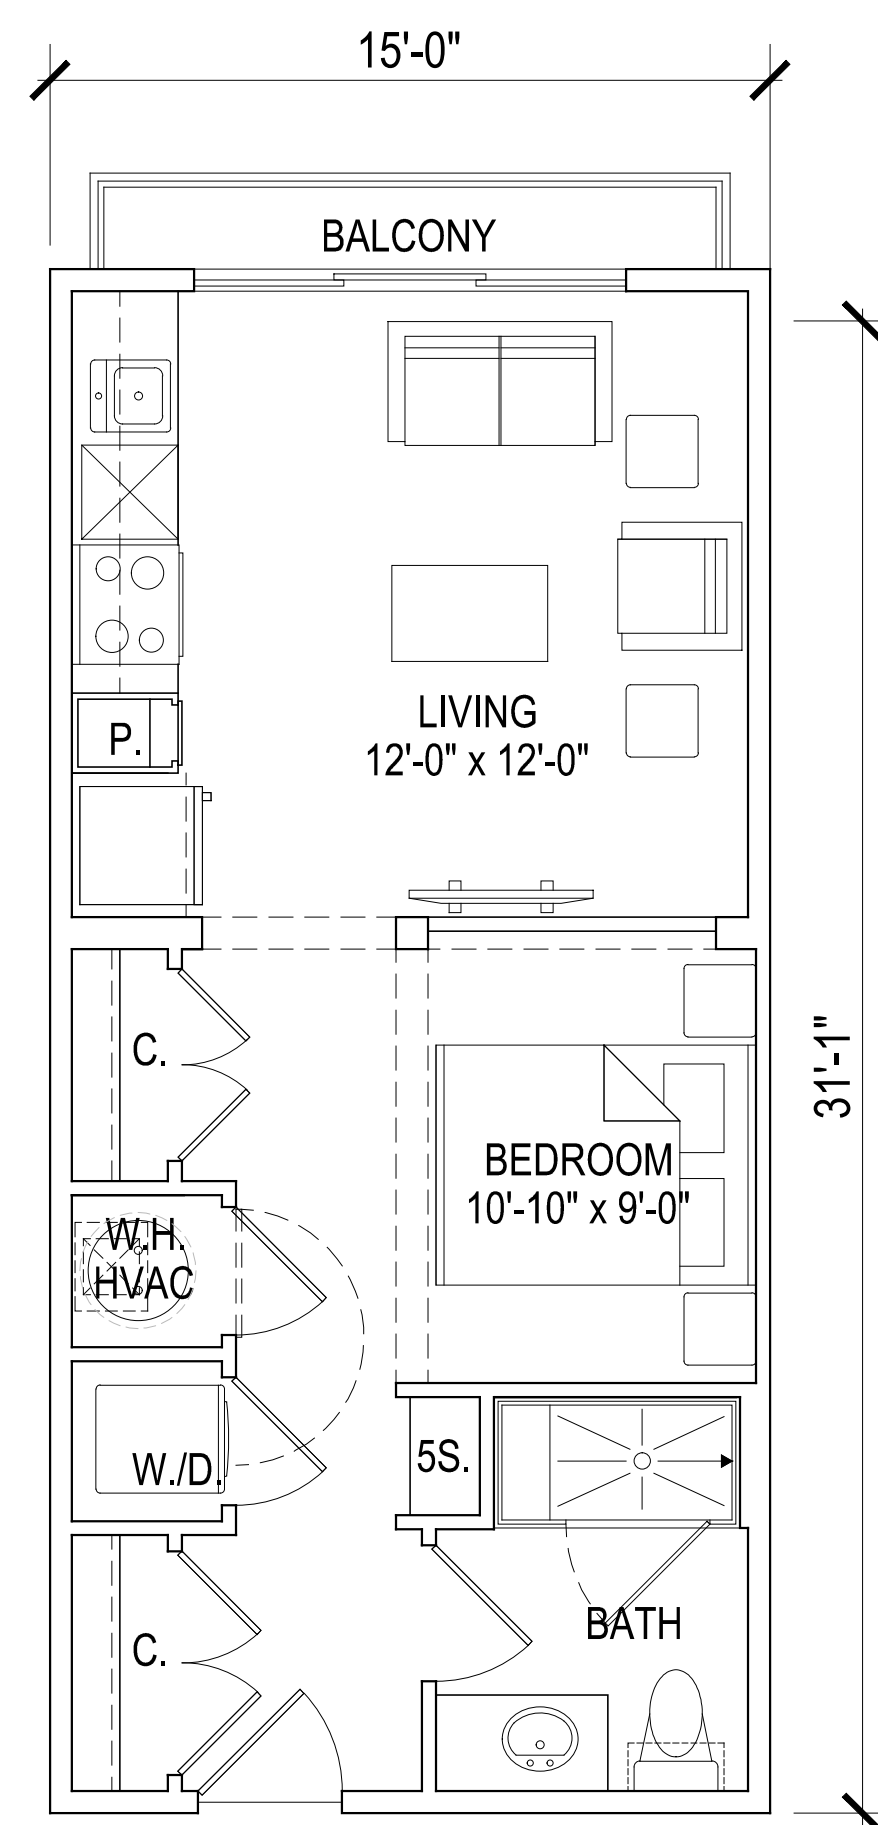 15'-0"
BALCONY
LIVING
12'-0" x 12'-0"
P.
31'-1"
C.
BEDROOM
10'-10" x 9'-0"
W.H.
HVAC
5S.
W./D.
BATH
C.